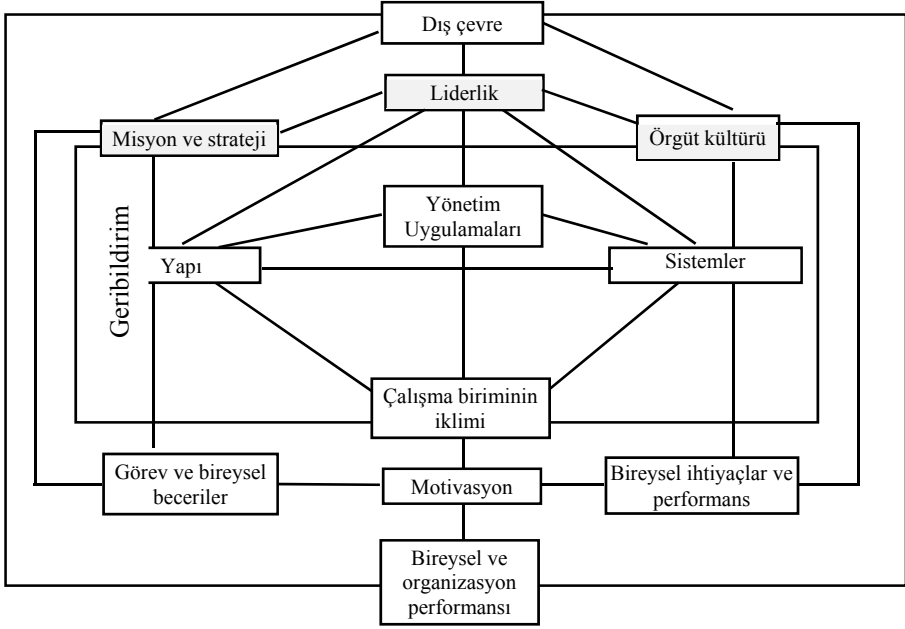 Dış çevre
Liderlik
Misyon ve strateji
Örgüt kültürü
Yönetim
Uygulamaları
Geribildirim
Yapı
Sistemler
Çalışma biriminin
iklimi
Görev ve bireysel
beceriler
Motivasyon
Bireysel ihtiyaçlar ve
performans
Bireysel ve
organizasyon
performansı